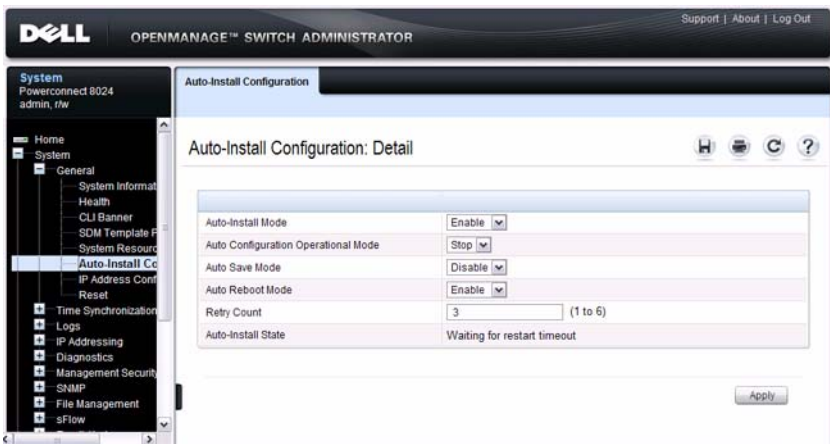 Support | About | Log Out
DELL
OPENMANAGE™ SWITCH ADMINISTRATOR
System
Powerconnect 8024
admin, r/w
Auto-Install Configuration
Home
System
General
System Informat
Health
CLI Banner
SDM Template P
System Resourc
Auto-Install Co
IP Address Conf
Reset
Time Synchronization
Logs
IP Addressing
Diagnostics
Management Security
SNMP
File Management
sFlow
Auto-Install Configuration: Detail
Auto-Install Mode Enable
Auto Configuration Operational Mode Stop
Auto Save Mode Disable
Auto Reboot Mode Enable
Retry Count 3 (1 to 6)
Auto-Install State Waiting for restart timeout
Apply